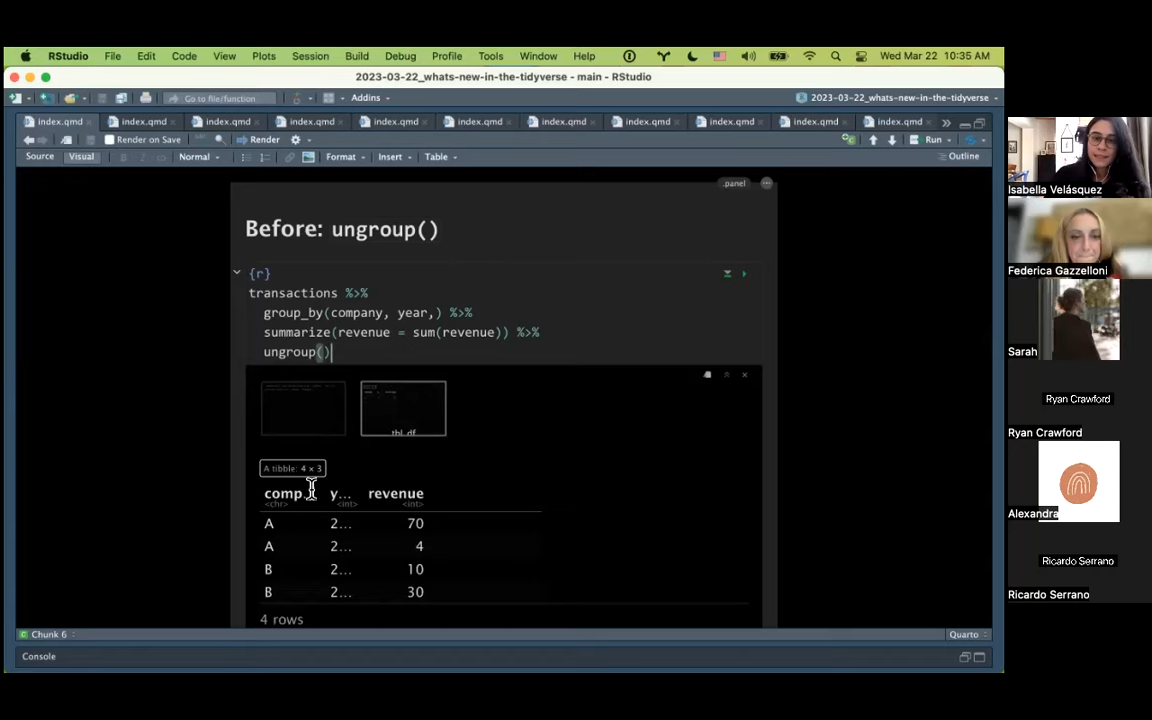 RStudio File Edit Code View Plots Session Build Debug Profile Tools Window Help Wed Mar 22 10:35 AM
2023-03-22_whats-new-in-the-tidyverse - main - RStudio
Go to file/function Addins 2023-03-22_whats-new-in-the-tidyverse
index.qmd index.qmd index.qmd index.qmd index.qmd index.qmd index.qmd index.qmd index.qmd index.qmd index.qmd
Render on Save Render Run
Source Visual Normal Format Insert Table Outline
.panel
Before: ungroup()
{r}
transactions %>%
group_by(company, year,) %>%
summarize(revenue = sum(revenue)) %>%
ungroup()
tbl_df
A tibble: 4 × 3
comp... y... revenue
<chr> <int> <int>
A 2... 70
A 2... 4
B 2... 10
B 2... 30
4 rows
Chunk 6 Quarto
Console
Isabella Velásquez
Federica Gazzelloni
Sarah
Ryan Crawford
Ryan Crawford
Alexandra
Ricardo Serrano
Ricardo Serrano